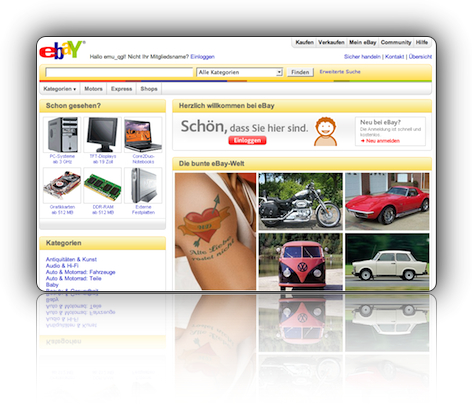 ebaY
Kaufen Verkaufen Mein eBay Community Hilfe
Hallo emu_ggf! Nicht Ihr Mitgliedsname? Einloggen
Sicher handeln | Kontakt | Übersicht
Alle Kategorien
Finden
Erweiterte Suche
Kategorien Motors Express Shops
Schon gesehen?
PC-Systeme
ab 3 GHz
TFT-Displays
ab 19 Zoll
Core2Duo
Notebooks
Grafikkarten
ab 512 MB
DDR-RAM
ab 512 MB
Externe
Festplatten
Kategorien
Antiquitäten & Kunst
Audio & Hi-Fi
Auto & Motorrad: Fahrzeuge
Auto & Motorrad: Teile
Baby
Herzlich willkommen bei eBay
Schön, dass Sie hier sind.
Einloggen
Neu bei eBay?
Die Anmeldung ist schnell und
kostenlos.
Neu anmelden
Die bunte eBay-Welt
Alte Liebe
rostet nicht